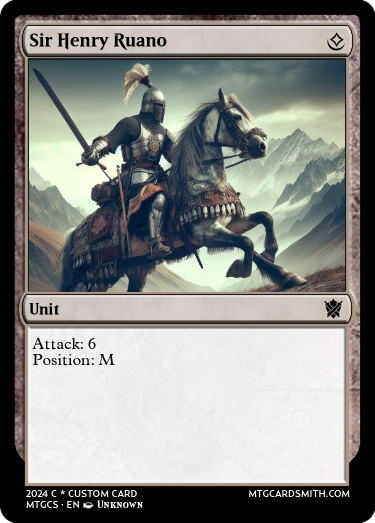 Sir Henry Ruano
Unit
Attack: 6
Position: M
2024 C * CUSTOM CARD
MTGCARDSMITH.COM
MTGCS · EN Unknown